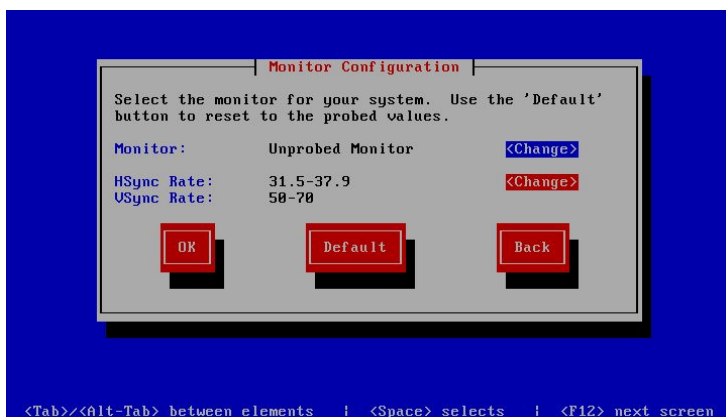 Monitor Configuration
Select the monitor for your system. Use the 'Default'
button to reset to the probed values.
Monitor: Unprobed Monitor <Change>
HSync Rate: 31.5-37.9 <Change>
VSync Rate: 50-70
OK Default Back
<Tab>/<Alt-Tab> between elements | <Space> selects | <F12> next screen